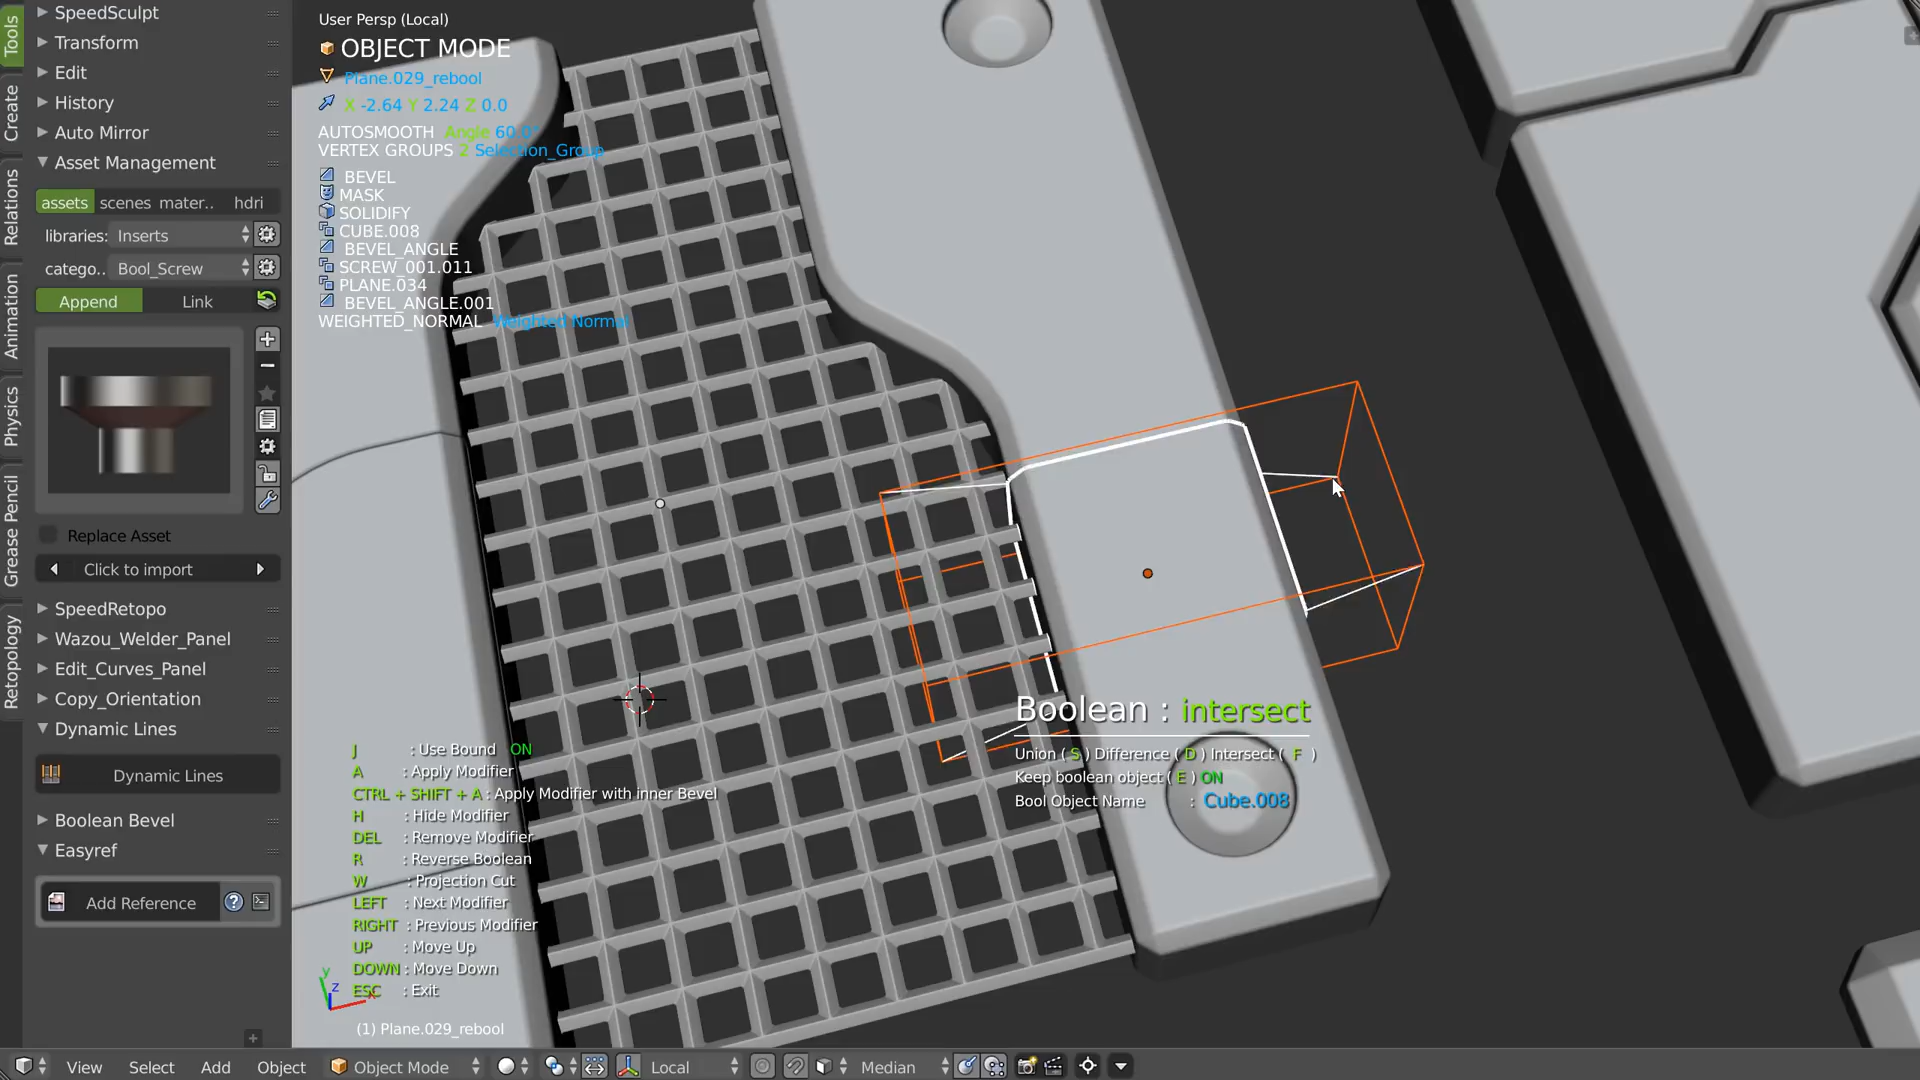 Tools
Create
Relations
Animation
Physics
Grease Pencil
Retopology
SpeedSculpt
Transform
Edit
History
Auto Mirror
Asset Management
assets scenes mater.. hdri
libraries: Inserts
catego.. Bool_Screw
Append Link
Replace Asset
Click to import
SpeedRetopo
Wazou_Welder_Panel
Edit_Curves_Panel
Copy_Orientation
Dynamic Lines
Dynamic Lines
Boolean Bevel
Easyref
Add Reference
User Persp (Local)
OBJECT MODE
Plane.029_rebool
X -2.64 Y 2.24 Z 0.0
AUTOSMOOTH Angle 60.0°
VERTEX GROUPS 2 Selection_Group
BEVEL
MASK
SOLIDIFY
CUBE.008
BEVEL_ANGLE
SCREW_001.011
PLANE.034
BEVEL_ANGLE.001
WEIGHTED_NORMAL Weighted Normal
J : Use Bound ON
A : Apply Modifier
CTRL + SHIFT + A : Apply Modifier with inner Bevel
H : Hide Modifier
DEL : Remove Modifier
R : Reverse Boolean
W : Projection Cut
LEFT : Next Modifier
RIGHT : Previous Modifier
UP : Move Up
DOWN : Move Down
ESC : Exit
y
z
x
(1) Plane.029_rebool
Boolean : intersect
Union ( S ) Difference ( D ) Intersect ( F )
Keep boolean object ( E ) ON
Bool Object Name : Cube.008
View Select Add Object Object Mode Local Median